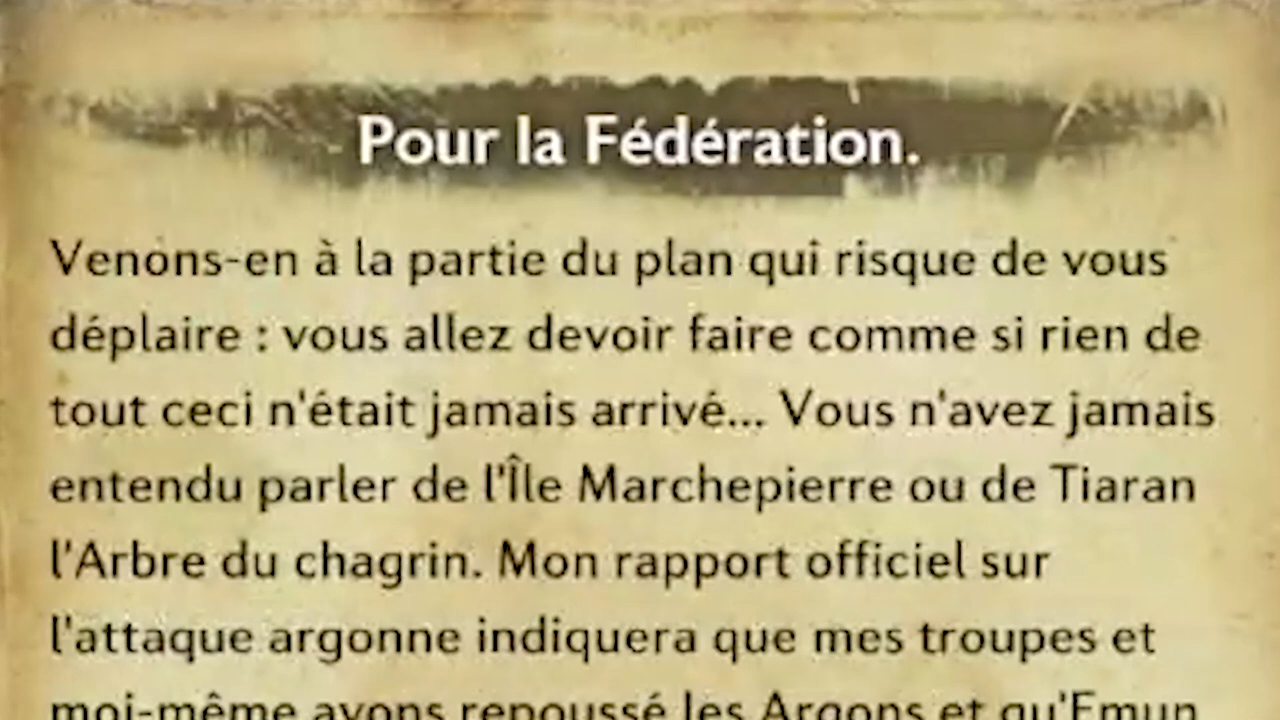 Pour la Fédération.
Venons-en à la partie du plan qui risque de vous
déplaire : vous allez devoir faire comme si rien de
tout ceci n'était jamais arrivé... Vous n'avez jamais
entendu parler de l'Île Marchepierre ou de Tiaran
l'Arbre du chagrin. Mon rapport officiel sur
l'attaque argonne indiquera que mes troupes et
moi-même avons repoussé les Argons et qu'Emun